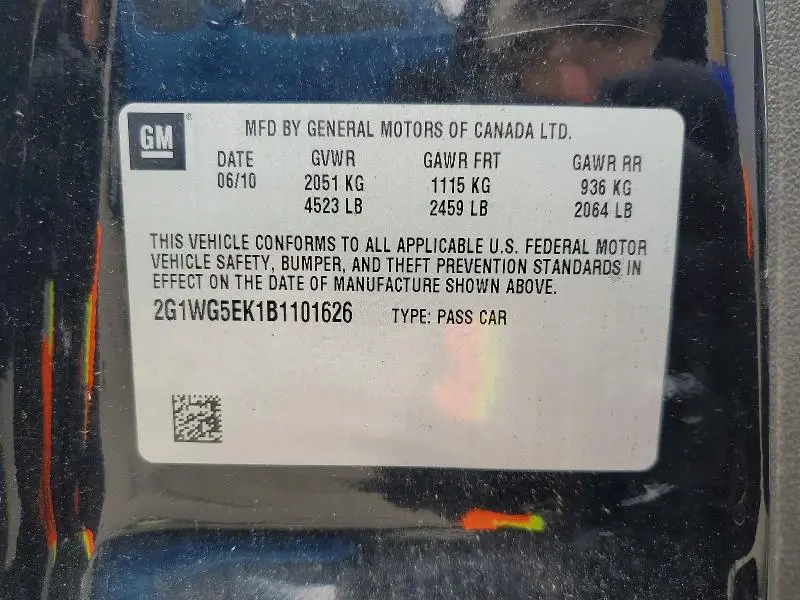 GM ® MFD BY GENERAL MOTORS OF CANADA LTD.
DATE GVWR GAWR FRT GAWR RR
06/10 2051 KG 1115 KG 936 KG
4523 LB 2459 LB 2064 LB
THIS VEHICLE CONFORMS TO ALL APPLICABLE U.S. FEDERAL MOTOR
VEHICLE SAFETY, BUMPER, AND THEFT PREVENTION STANDARDS IN
EFFECT ON THE DATE OF MANUFACTURE SHOWN ABOVE.
2G1WG5EK1B1101626 TYPE: PASS CAR